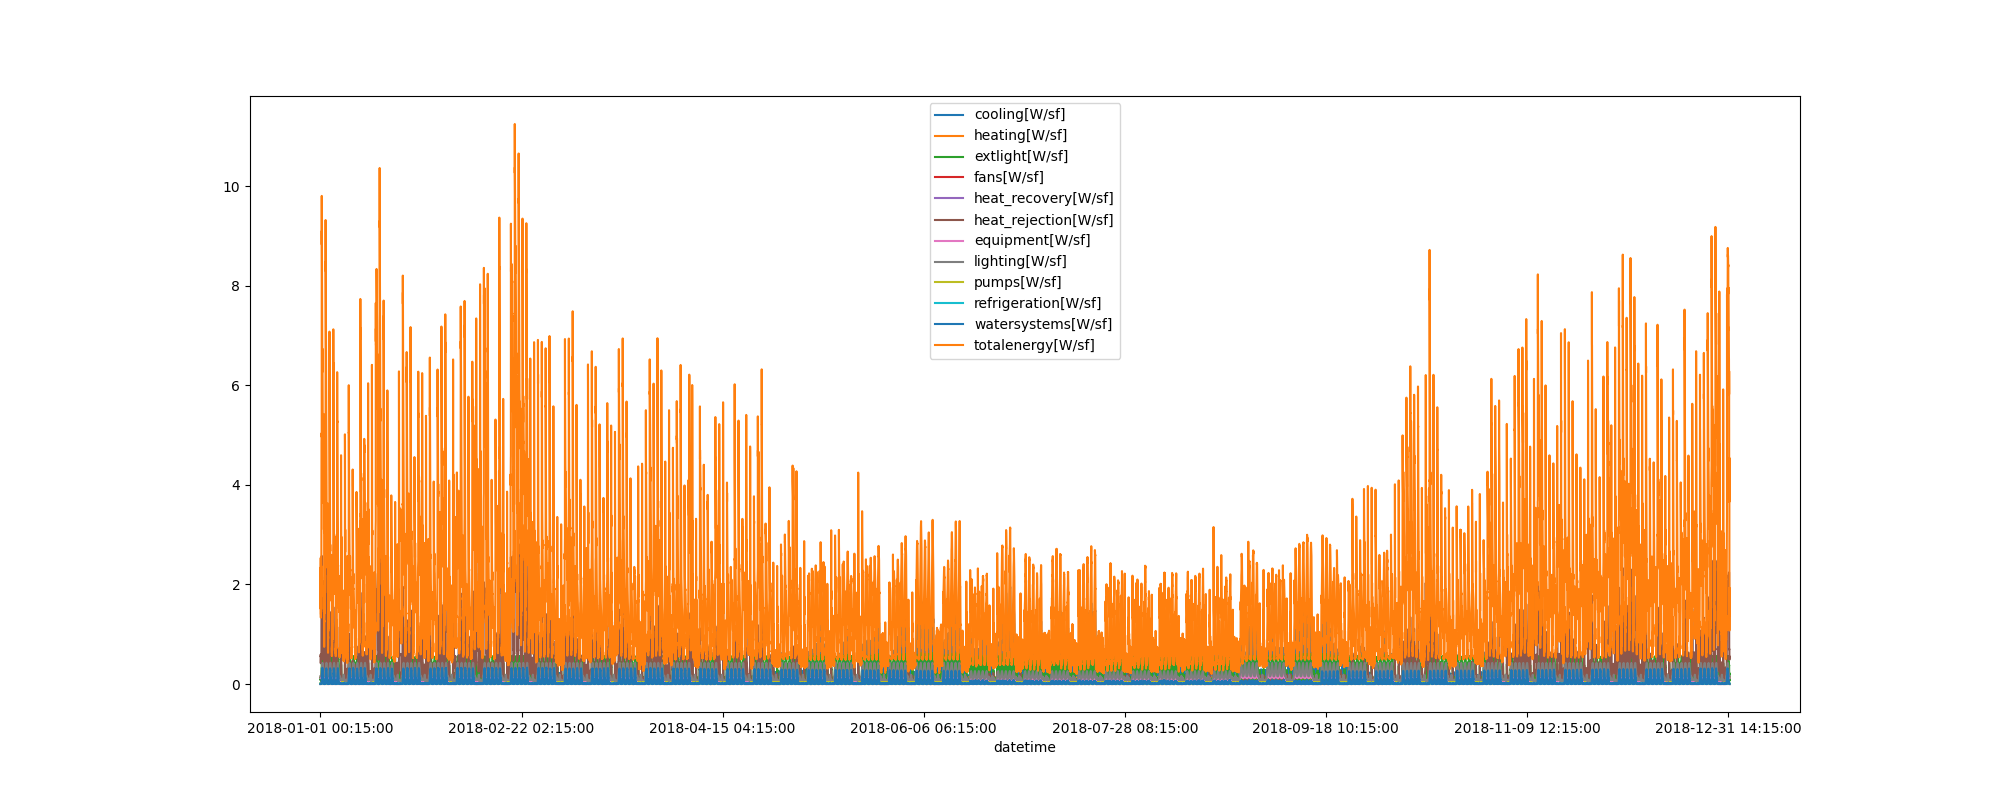 cooling[W/sf]
heating[W/sf]
extlight[W/sf]
fans[W/sf]
heat_recovery[W/sf]
heat_rejection[W/sf]
equipment[W/sf]
lighting[W/sf]
pumps[W/sf]
refrigeration[W/sf]
watersystems[W/sf]
totalenergy[W/sf]
10
8
6
4
2
0
2018-01-01 00:15:00 2018-02-22 02:15:00 2018-04-15 04:15:00 2018-06-06 06:15:00 2018-07-28 08:15:00 2018-09-18 10:15:00 2018-11-09 12:15:00 2018-12-31 14:15:00
datetime